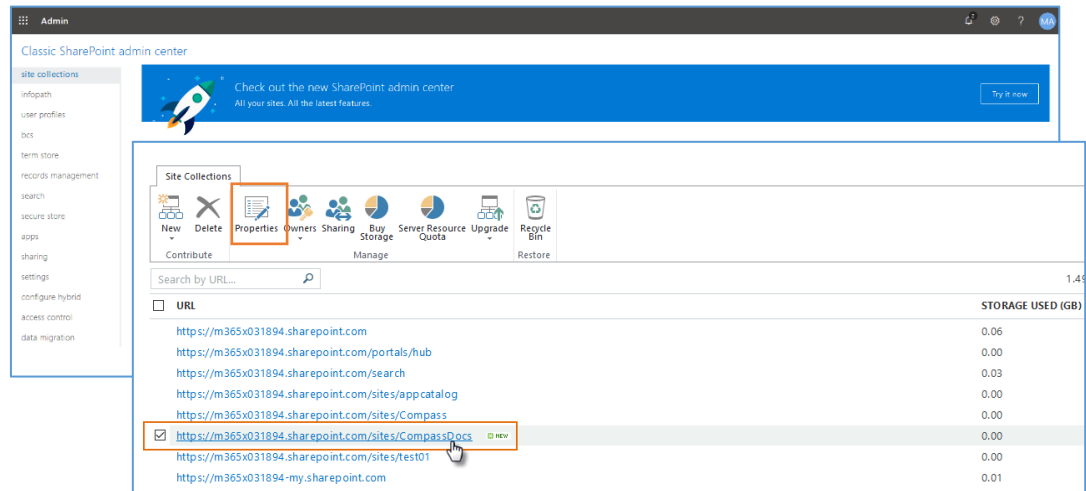 Admin
2
?
MA
Classic SharePoint admin center
site collections
infopath
user profiles
bcs
term store
records management
search
secure store
apps
sharing
settings
configure hybrid
access control
data migration
Check out the new SharePoint admin center
All your sites. All the latest features.
Try it now
Site Collections
New Delete Properties Owners Sharing Buy Storage Server Resource Quota Upgrade Recycle Bin
Contribute Manage Restore
Search by URL...
1.49
URL STORAGE USED (GB)
https://m365x031894.sharepoint.com 0.06
https://m365x031894.sharepoint.com/portals/hub 0.00
https://m365x031894.sharepoint.com/search 0.03
https://m365x031894.sharepoint.com/sites/appcatalog 0.00
https://m365x031894.sharepoint.com/sites/Compass 0.00
https://m365x031894.sharepoint.com/sites/CompassDocs NEW 0.00
https://m365x031894.sharepoint.com/sites/test01 0.00
https://m365x031894-my.sharepoint.com 0.01